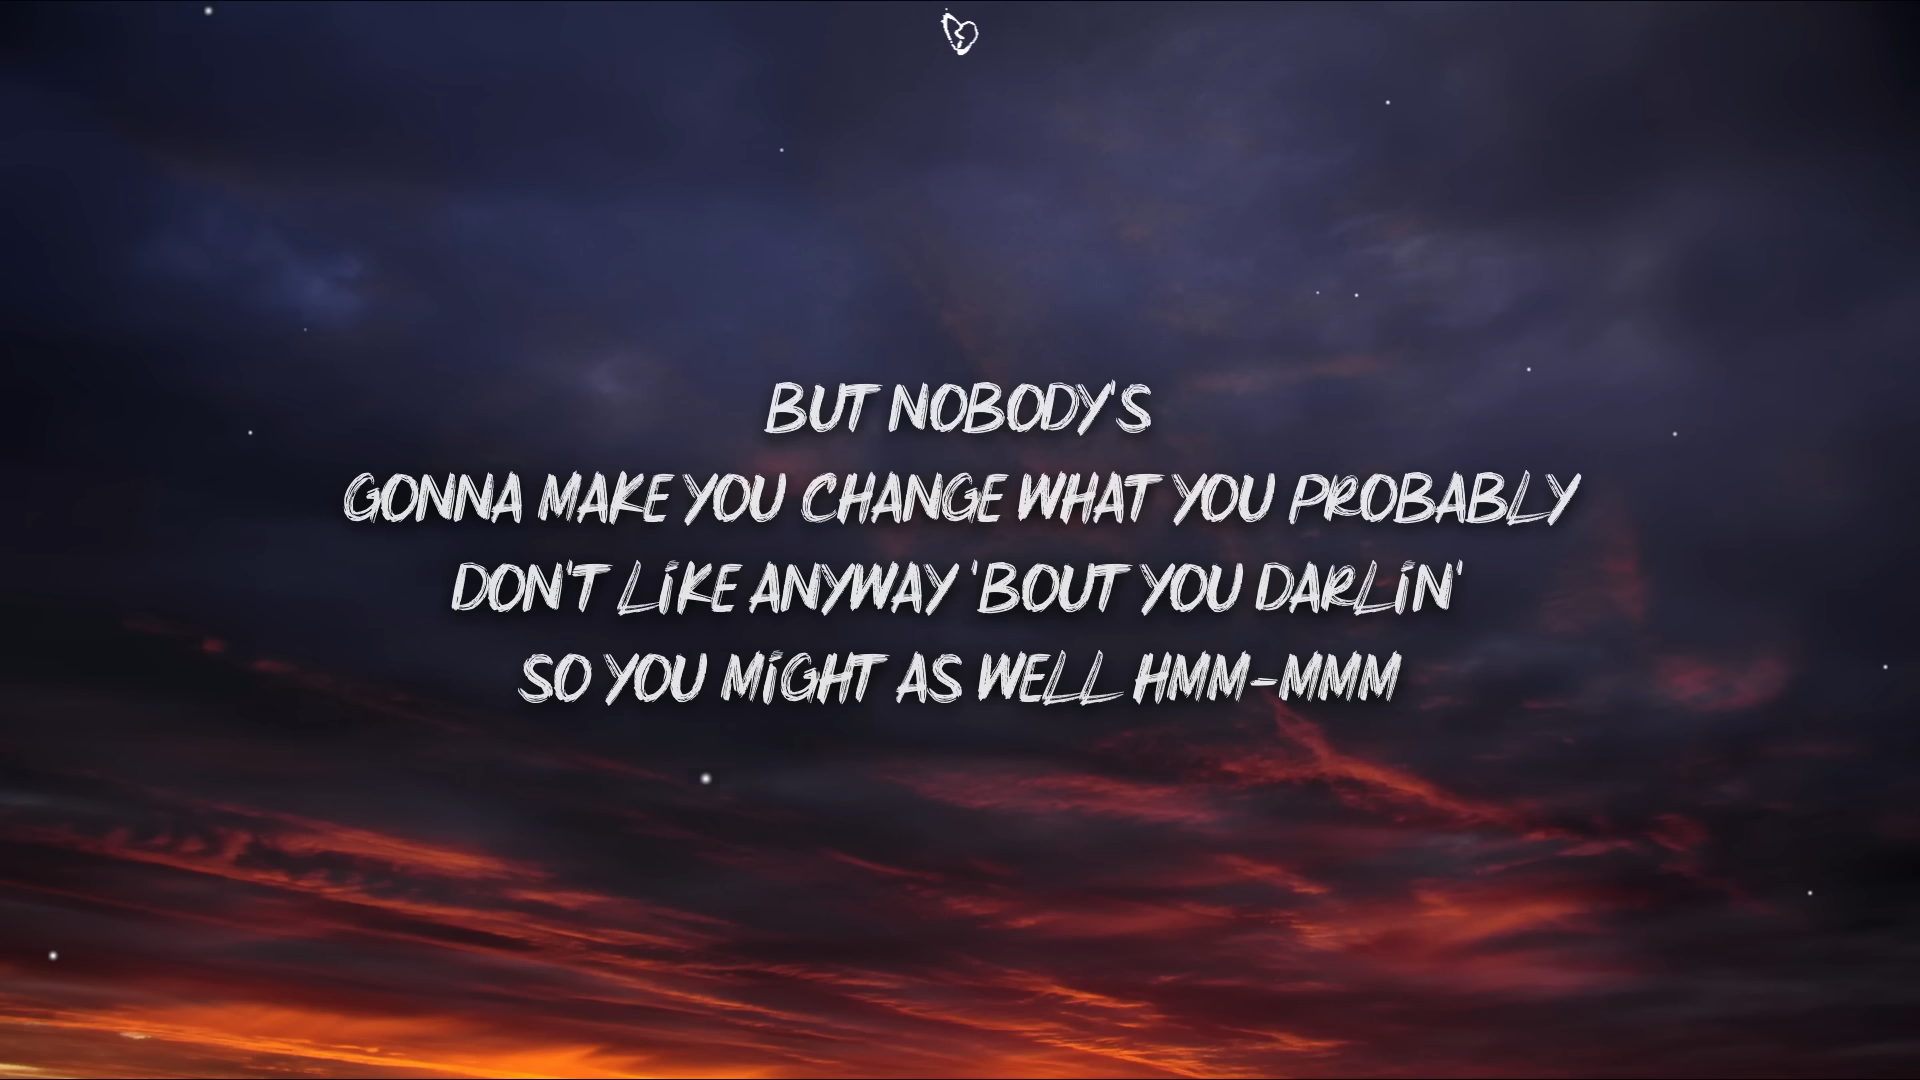 BUT NOBODY'S
GONNA MAKE YOU CHANGE WHAT YOU PROBABLY
DON'T LIKE ANYWAY 'BOUT YOU DARLIN'
SO YOU MIGHT AS WELL HMM-MMM